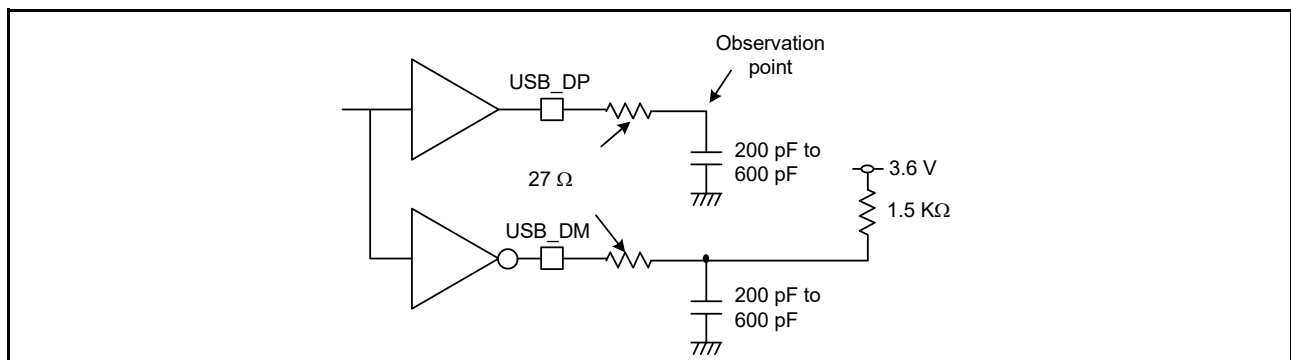 Observation
point
USB_DP
200 pF to
600 pF
27 Ω
3.6 V
1.5 KΩ
USB_DM
200 pF to
600 pF